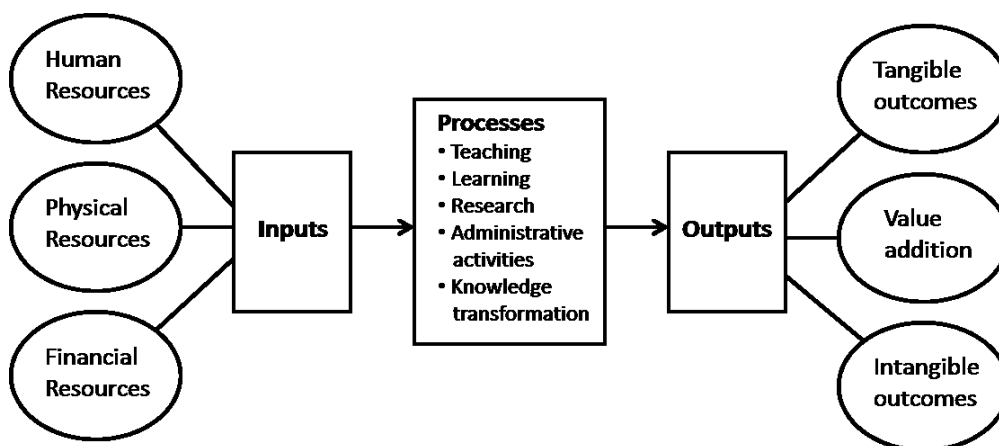 Human
Resources
Physical
Resources
Financial
Resources
Inputs
Processes
• Teaching
• Learning
• Research
• Administrative
activities
• Knowledge
transformation
Outputs
Tangible
outcomes
Value
addition
Intangible
outcomes